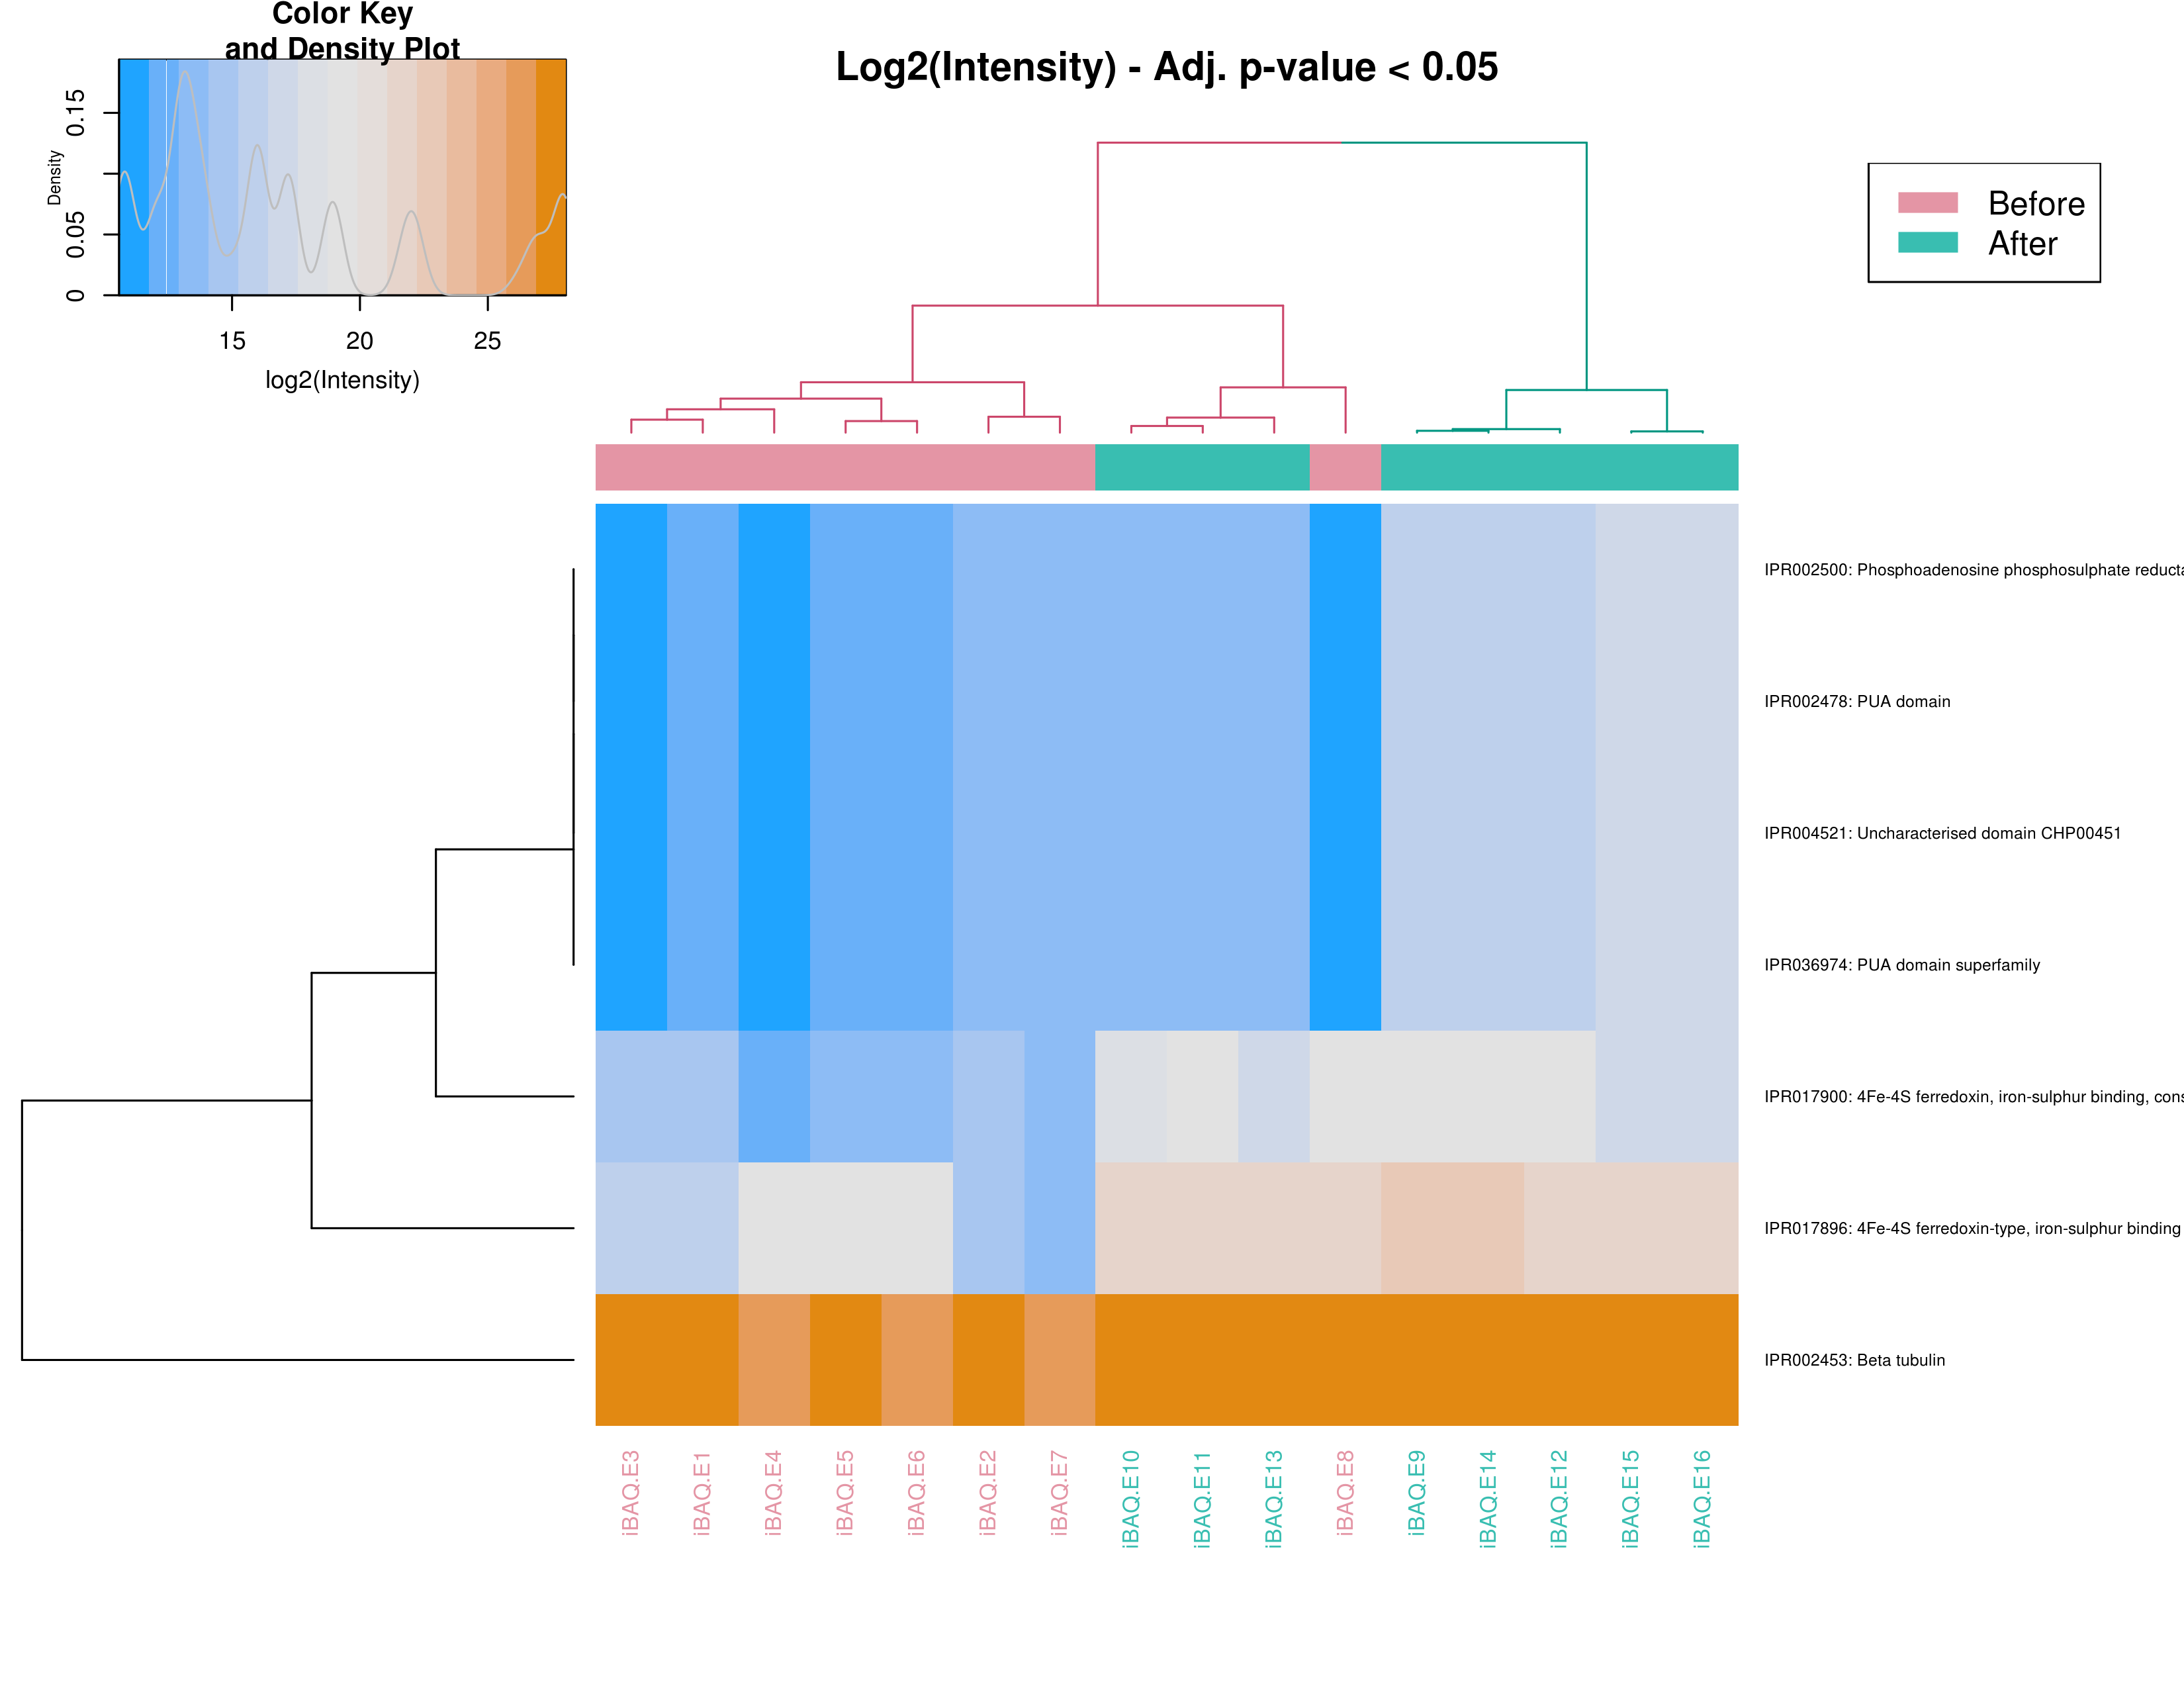 Color Key
and Density Plot
Log2(Intensity) - Adj. p-value < 0.05
Density
0
0.05
0.15
15
20
25
log2(Intensity)
Before
After
IPR002500: Phosphoadenosine phosphosulphate
IPR002478: PUA domain
IPR004521: Uncharacterised domain CHP00451
IPR036974: PUA domain superfamily
IPR017900: 4Fe-4S ferredoxin, iron-sulphur binding,
IPR017896: 4Fe-4S ferredoxin-type, iron-sulphur binding
IPR002453: Beta tubulin
iBAQ.E3
iBAQ.E1
iBAQ.E4
iBAQ.E5
iBAQ.E6
iBAQ.E2
iBAQ.E7
iBAQ.E10
iBAQ.E11
iBAQ.E13
iBAQ.E8
iBAQ.E9
iBAQ.E14
iBAQ.E12
iBAQ.E15
iBAQ.E16